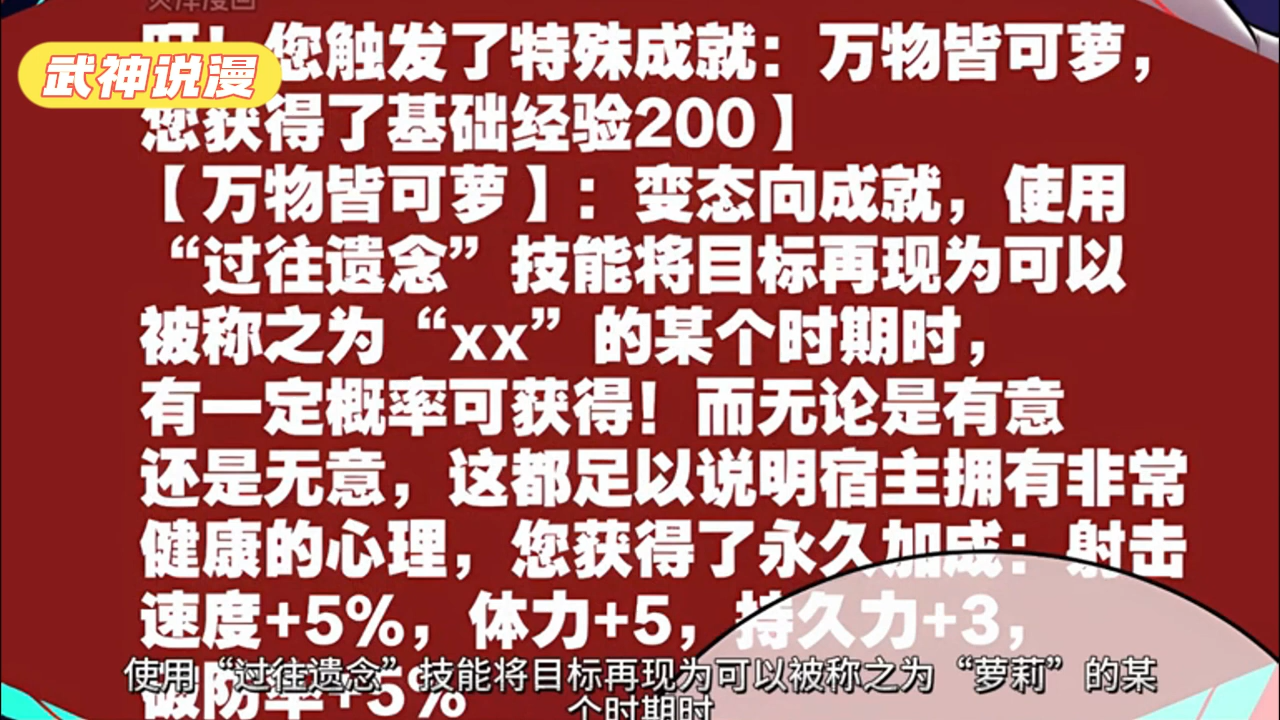 武神说漫
您触发了特殊成就：万物皆可萝，
您获得了基础经验200】
【万物皆可萝】：变态向成就，使用
“过往遗念”技能将目标再现为可以
被称之为“xx”的某个时期时，
有一定概率可获得！而无论是有意
还是无意，这都足以说明宿主拥有非常
健康的心理，您获得了永久加成：射击
速度+5%，体力+5，持久力+3，
破防率+5%
使用“过往遗念”技能将目标再现为可以被称之为“萝莉”的某
个时期时